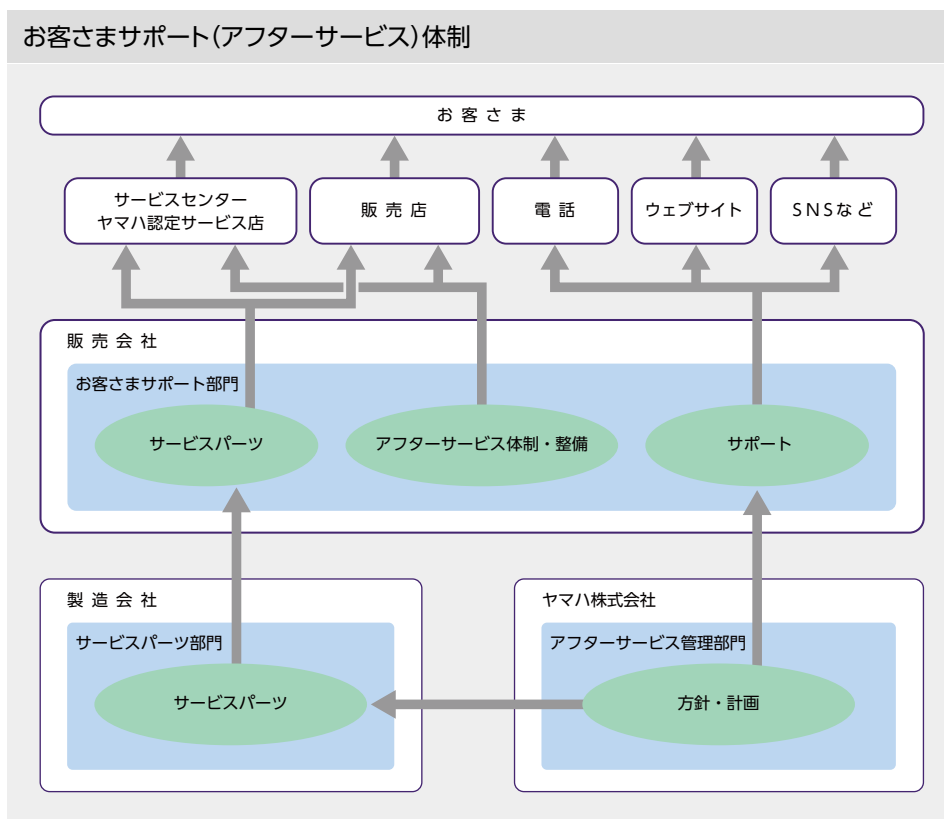 お客さまサポート(アフターサービス)体制
お客さま
サービスセンター
ヤマハ認定サービス店
販売店
電話
ウェブサイト
SNSなど
販売会社
お客さまサポート部門
サービスパーツ
アフターサービス体制・整備
サポート
製造会社
サービスパーツ部門
サービスパーツ
ヤマハ株式会社
アフターサービス管理部門
方針・計画